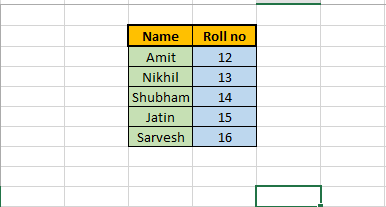 Name Roll no
Amit 12
Nikhil 13
Shubham 14
Jatin 15
Sarvesh 16